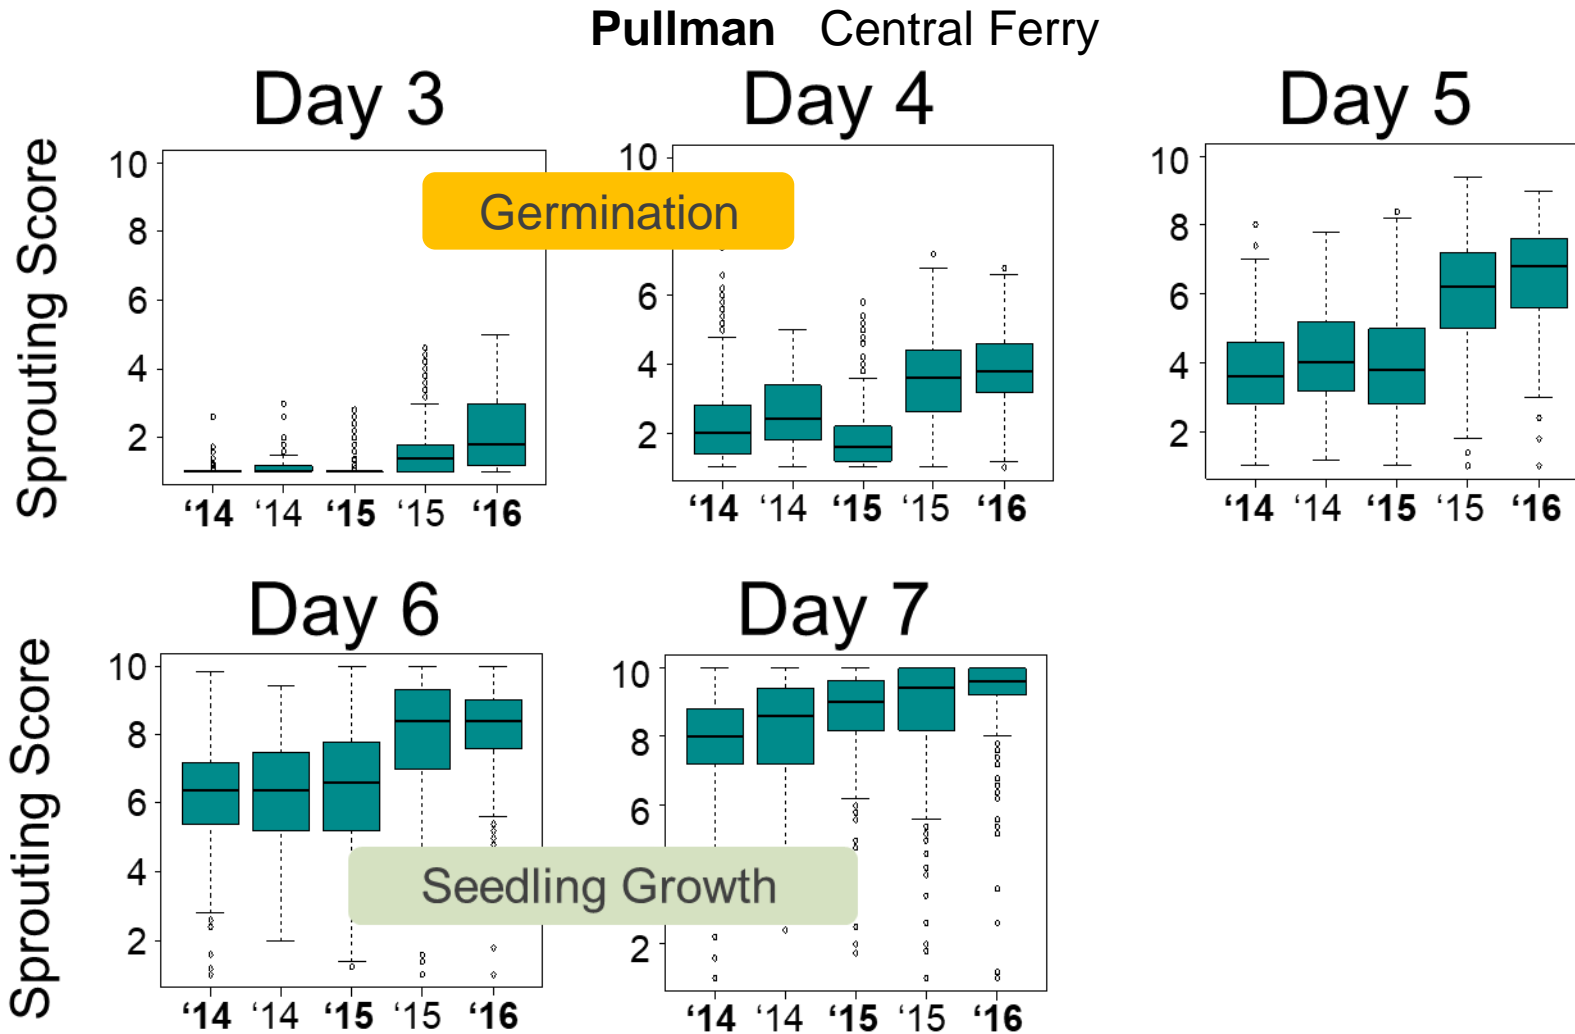 Pullman Central Ferry
Day 3 Day 4 Day 5
Sprouting Score
10
8
6
4
2
‘14 ‘14 ‘15 ‘15 ‘16
Germination
10
6
4
2
‘14 ‘14 ‘15 ‘15 ‘16
10
8
6
4
2
‘14 ‘14 ‘15 ‘15 ‘16
Day 6 Day 7
Sprouting Score
10
8
6
4
2
‘14 ‘14 ‘15 ‘15 ‘16
Seedling Growth
10
8
6
2
‘14 ‘14 ‘15 ‘15 ‘16